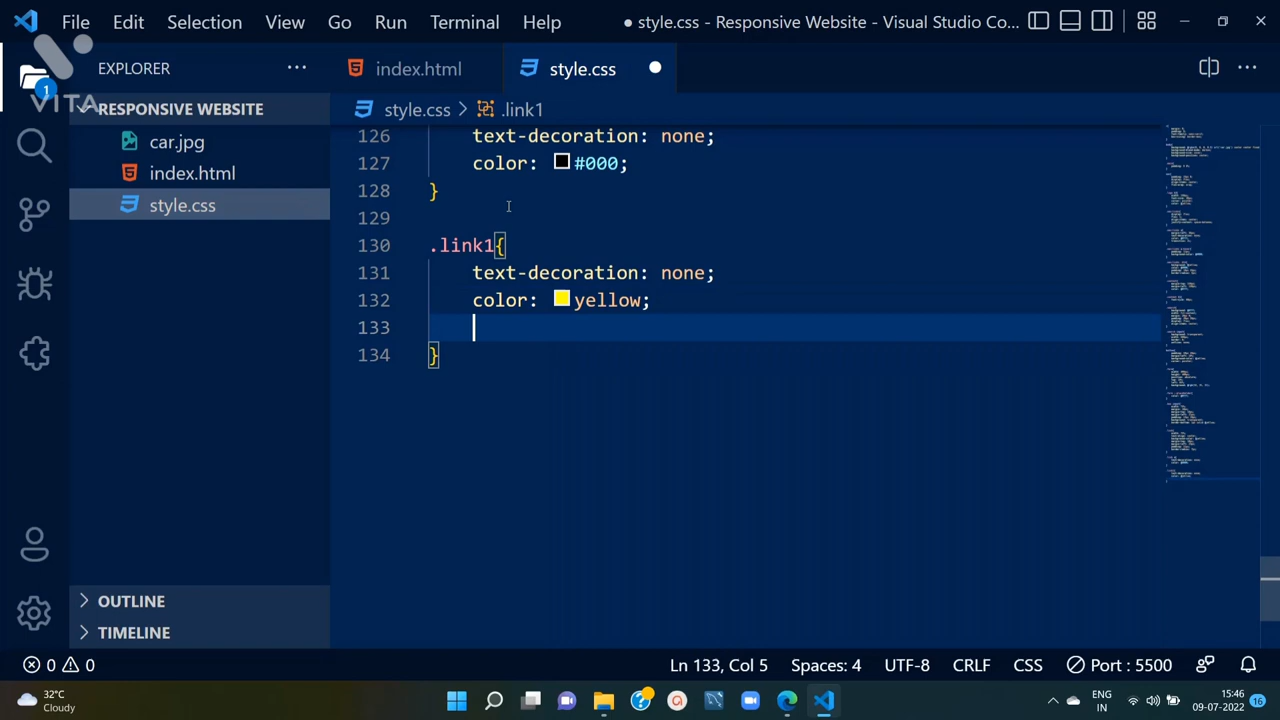 File Edit Selection View Go Run Terminal Help
● style.css - Responsive Website - Visual Studio Co...
EXPLORER
index.html
style.css
VITA
RESPONSIVE WEBSITE
style.css > .link1
car.jpg
index.html
style.css
126 text-decoration: none;
127 color: #000;
128 }
129
130 .link1{
131 text-decoration: none;
132 color: yellow;
133
134 }
OUTLINE
TIMELINE
1
0 0
Ln 133, Col 5 Spaces: 4 UTF-8 CRLF CSS Port : 5500
32°C
Cloudy
ENG
IN
15:46
09-07-2022
16